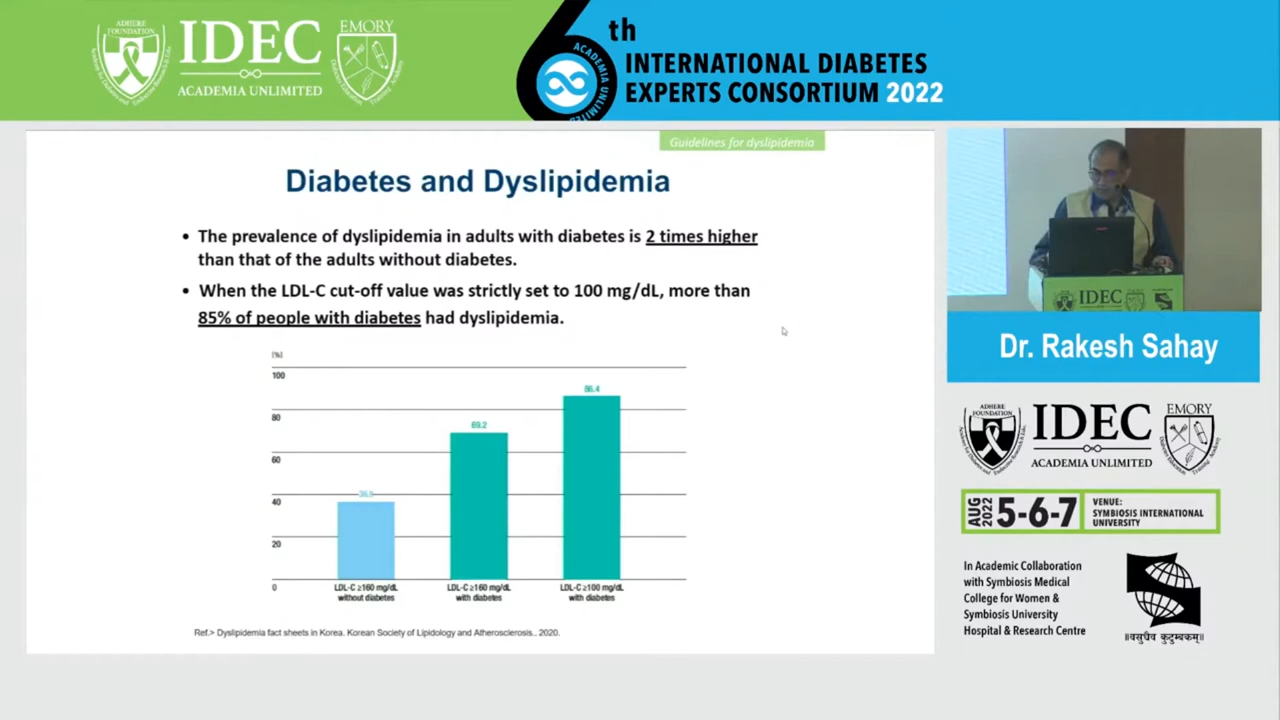 ADHERE
FOUNDATION
IDEC
ACADEMIA UNLIMITED
EMORY
6th
INTERNATIONAL DIABETES
EXPERTS CONSORTIUM 2022
ACADEMIA UNLIMITED
Guidelines for dyslipidemia
Diabetes and Dyslipidemia
• The prevalence of dyslipidemia in adults with diabetes is 2 times higher
than that of the adults without diabetes.
• When the LDL-C cut-off value was strictly set to 100 mg/dL, more than
85% of people with diabetes had dyslipidemia.
[%]
100
80
60
40
20
0
69.2
86.4
LDL-C ≥160 mg/dL
without diabetes
LDL-C ≥160 mg/dL
with diabetes
LDL-C ≥100 mg/dL
with diabetes
Ref.> Dyslipidemia fact sheets in Korea. Korean Society of Lipidology and Atherosclerosis., 2020.
IDEC
Dr. Rakesh Sahay
ADHERE
FOUNDATION
IDEC
ACADEMIA UNLIMITED
EMORY
AUG
2022
5-6-7
VENUE:
SYMBIOSIS INTERNATIONAL
UNIVERSITY
In Academic Collaboration
with Symbiosis Medical
College for Women &
Symbiosis University
Hospital & Research Centre
॥वसुधैव कुटुम्बकम्॥